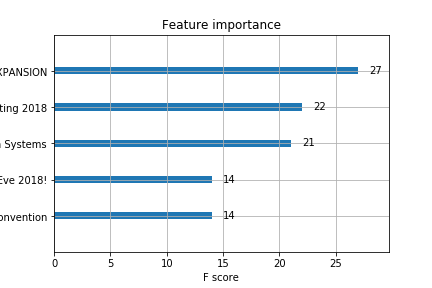 Feature importance
XPANSION
27
ting 2018
22
Systems
21
Eve 2018!
14
onvention
14
0 5 10 15 20 25
F score